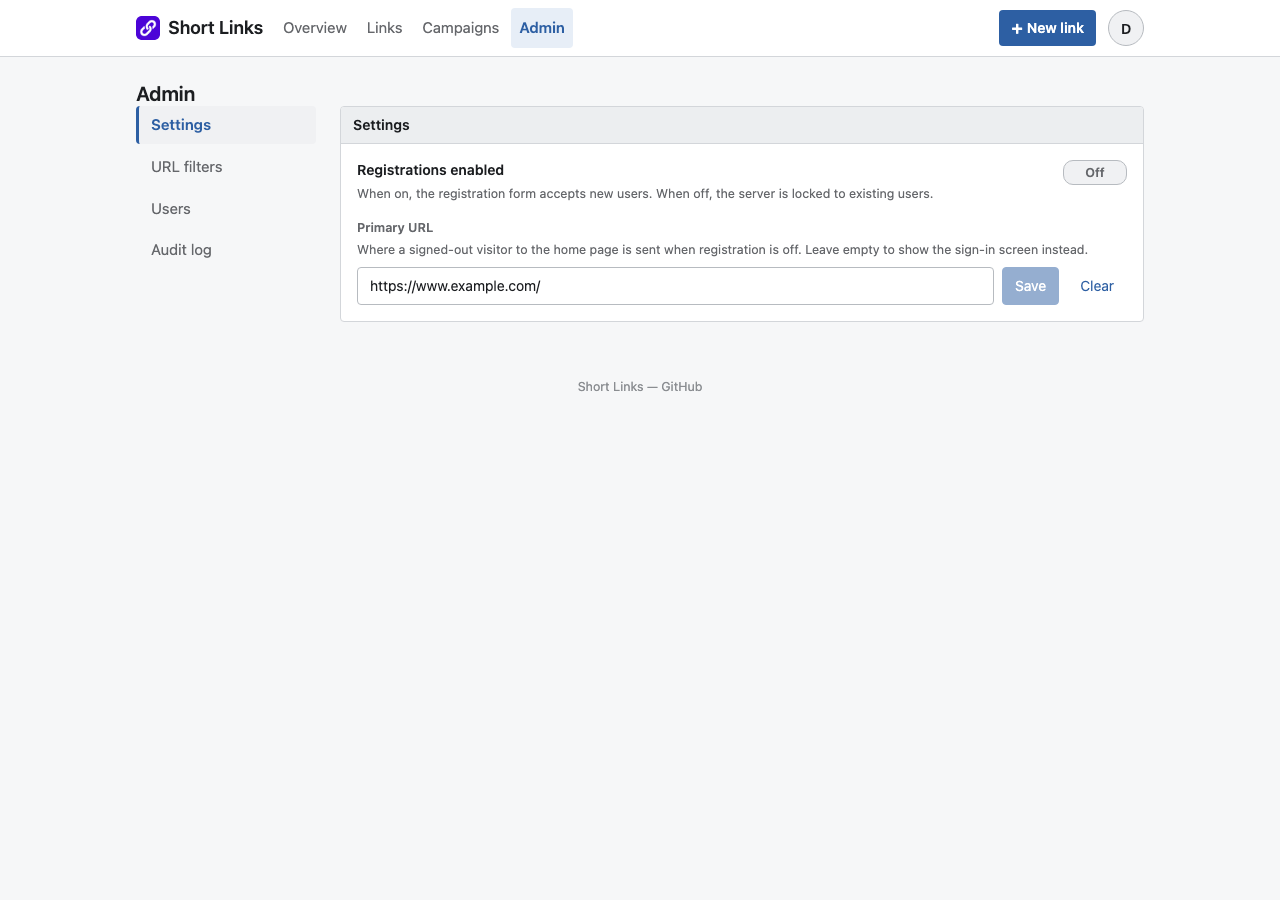 Short Links
Overview
Links
Campaigns
Admin
+ New link
D
Admin
Settings
URL filters
Users
Audit log
Settings
Registrations enabled
Off
When on, the registration form accepts new users. When off, the server is locked to existing users.
Primary URL
Where a signed-out visitor to the home page is sent when registration is off. Leave empty to show the sign-in screen instead.
https://www.example.com/
Save
Clear
Short Links — GitHub